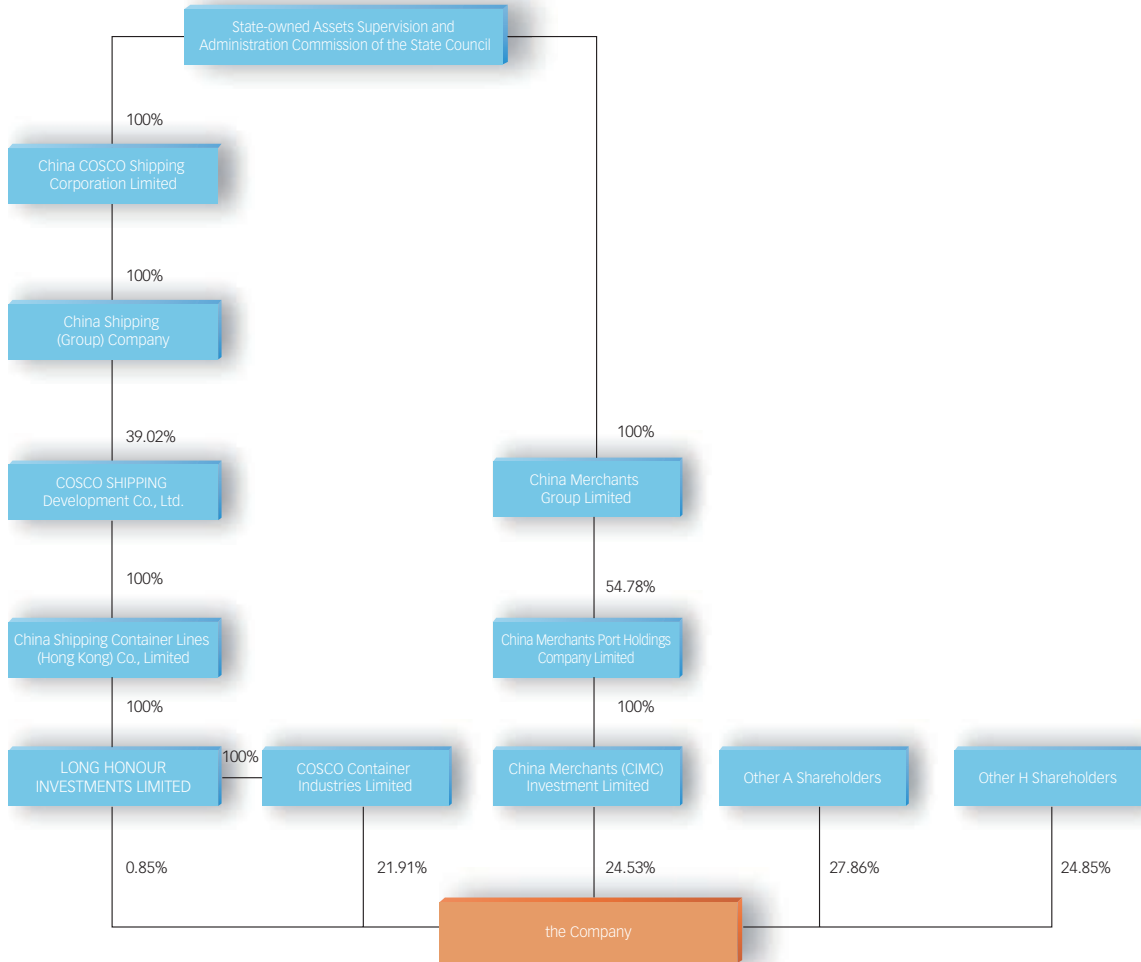 State-owned Assets Supervision and
Administration Commission of the State Council
100%
China COSCO Shipping
Corporation Limited
100%
China Shipping
(Group) Company
39.02%
100%
COSCO SHIPPING
Development Co., Ltd.
China Merchants
Group Limited
100%
54.78%
China Shipping Container Lines
(Hong Kong) Co., Limited
China Merchants Port Holdings
Company Limited
100%
100%
LONG HONOUR
INVESTMENTS LIMITED
100%
COSCO Container
Industries Limited
China Merchants (CIMC)
Investment Limited
Other A Shareholders
Other H Shareholders
0.85%
21.91%
24.53%
27.86%
24.85%
the Company